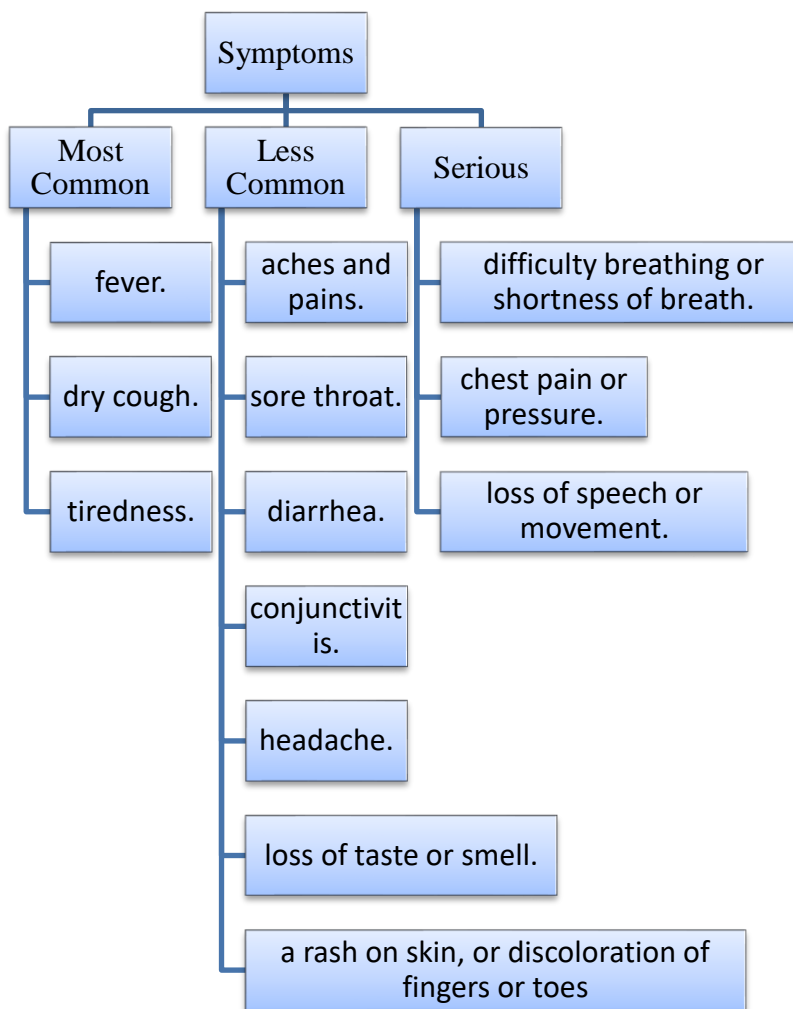 Symptoms
Most
Common
fever.
dry cough.
tiredness.
Less
Common
aches and
pains.
sore throat.
diarrhea.
conjunctivit
is.
headache.
loss of taste or smell.
a rash on skin, or discoloration of
fingers or toes
Serious
difficulty breathing or
shortness of breath.
chest pain or
pressure.
loss of speech or
movement.